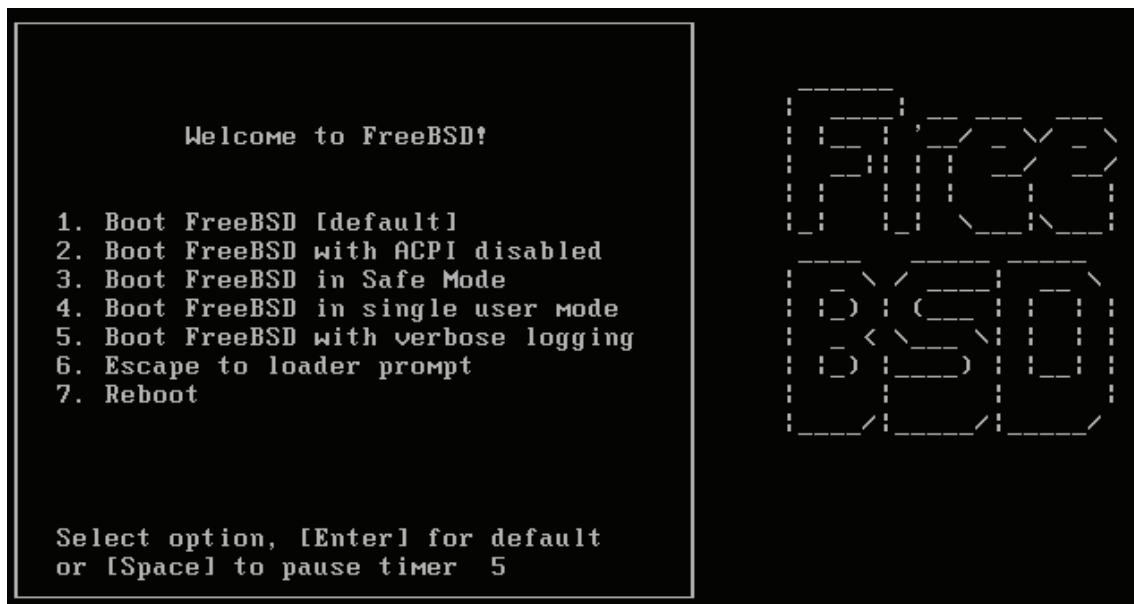 Welcome to FreeBSD!
1. Boot FreeBSD [default]
2. Boot FreeBSD with ACPI disabled
3. Boot FreeBSD in Safe Mode
4. Boot FreeBSD in single user mode
5. Boot FreeBSD with verbose logging
6. Escape to loader prompt
7. Reboot
Select option, [Enter] for default
or [Space] to pause timer 5
Free
BSD